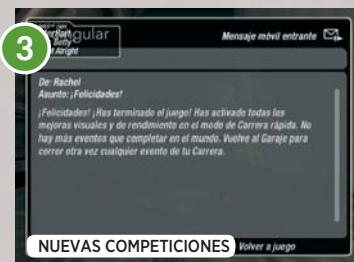 3
Mensaje móvil entrante
De: Rachel
Asunto: ¡Felicidades!
¡Felicidades! ¡Has terminado el juego! Has activado todas las
mejoras visuales y de rendimiento en el modo de Carrera rápida. No
hay más eventos que completar en el mundo. Vuelve al Garaje para
correr otra vez cualquier evento de tu Carrera.
NUEVAS COMPETICIONES
Volver a juego